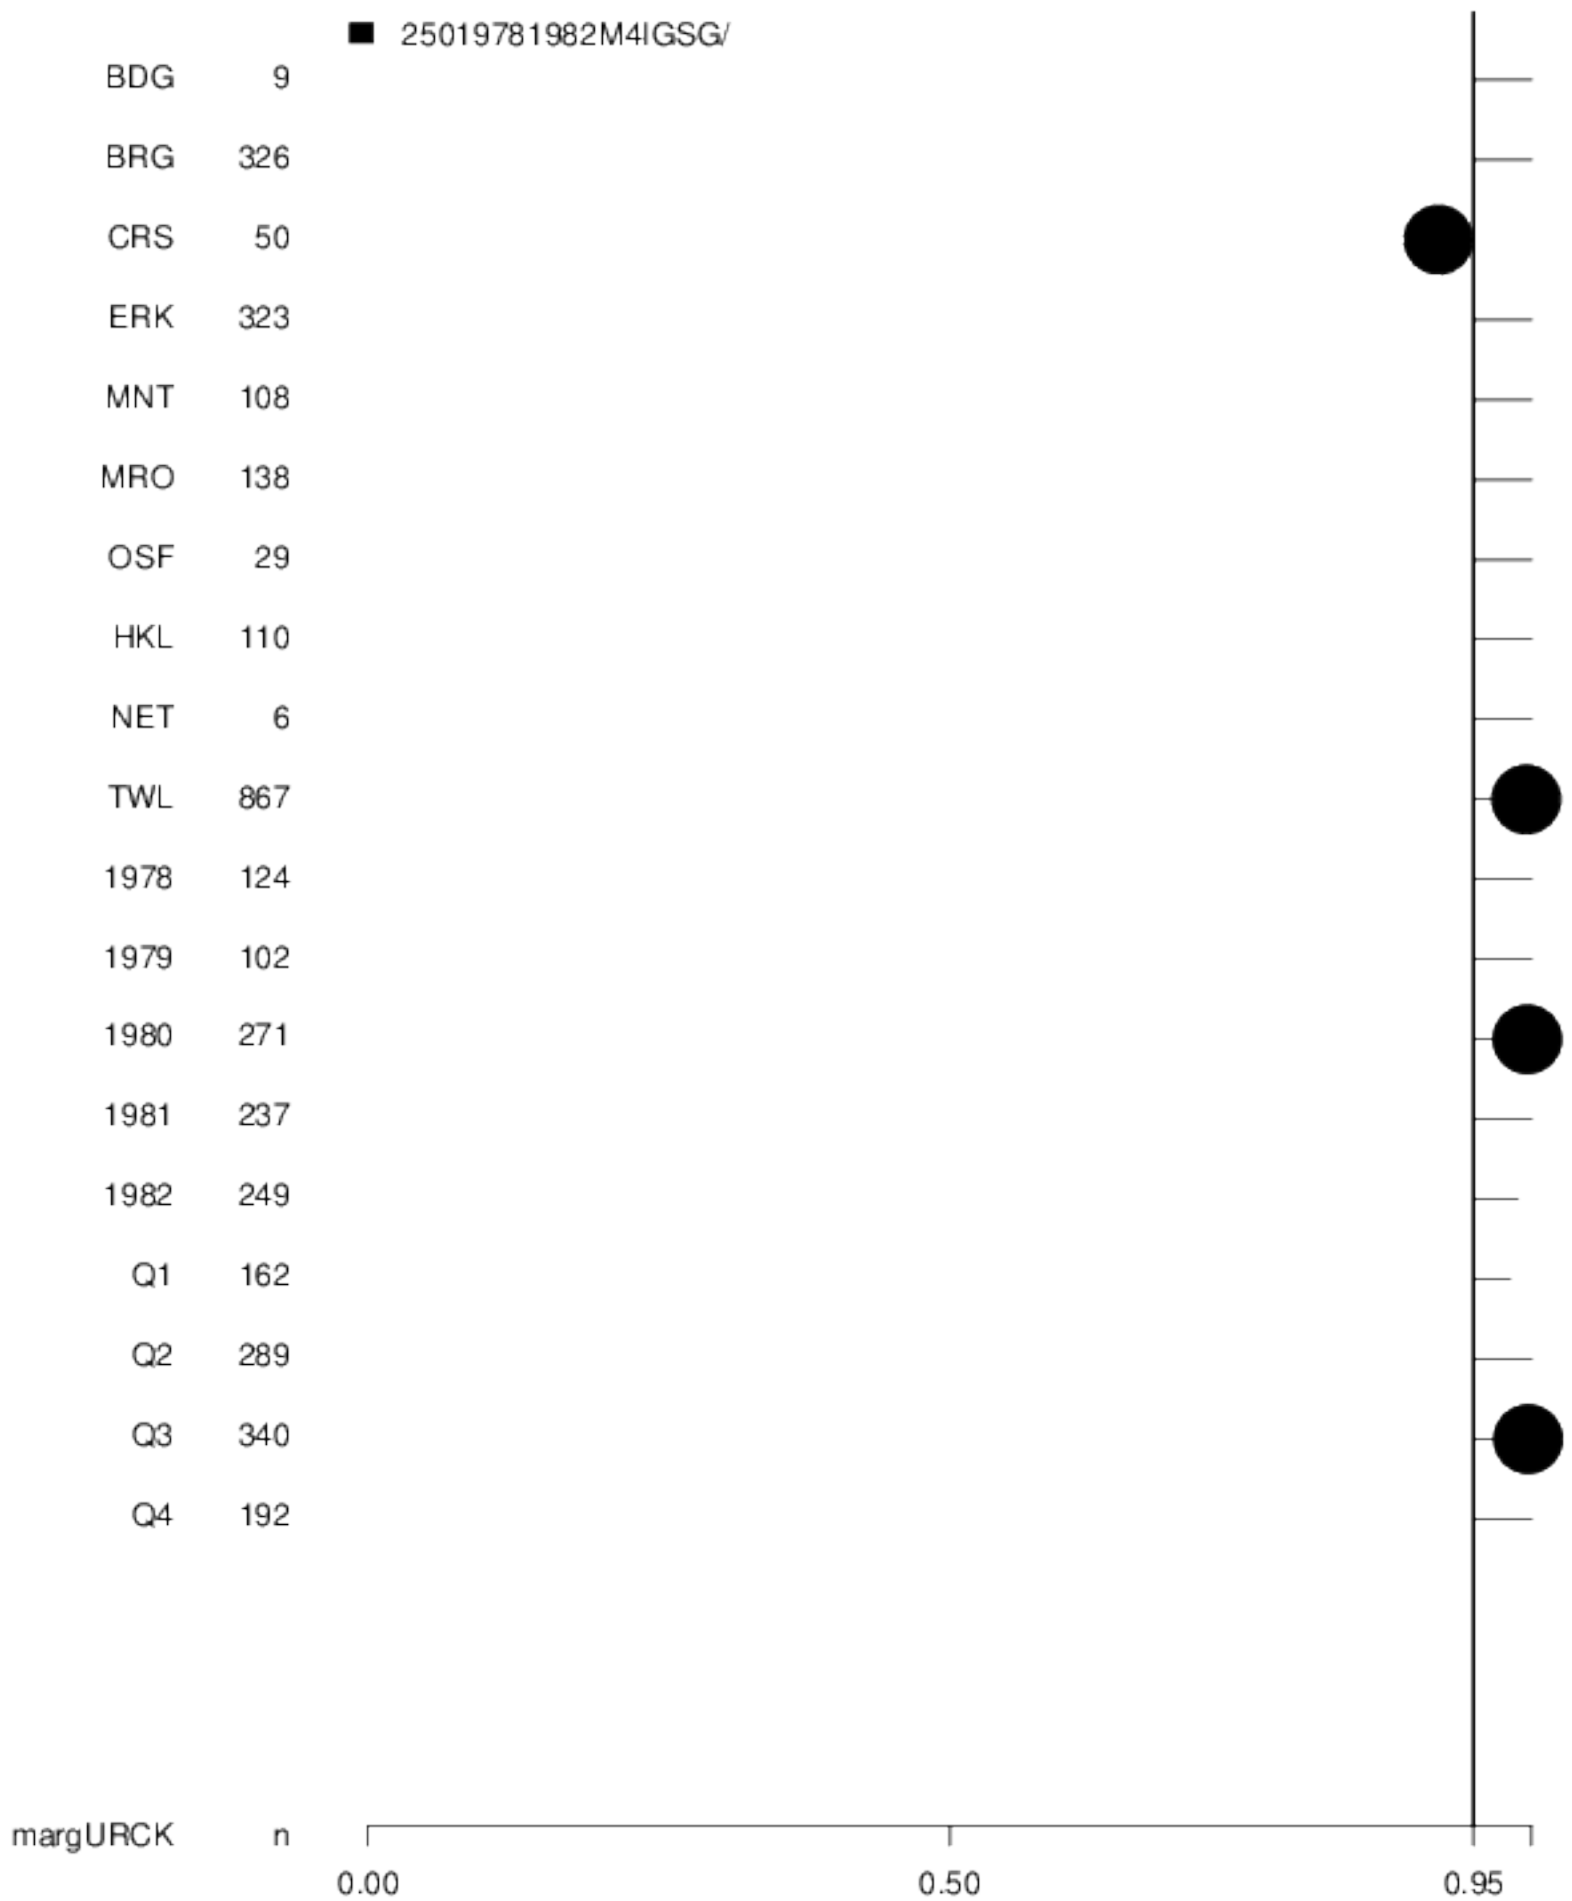 25019781982M4IGSG/
BDG 9
BRG 326
CRS 50
ERK 323
MNT 108
MRO 138
OSF 29
HKL 110
NET 6
TWL 867
1978 124
1979 102
1980 271
1981 237
1982 249
Q1 162
Q2 289
Q3 340
Q4 192
margURCK n
0.00 0.50 0.95